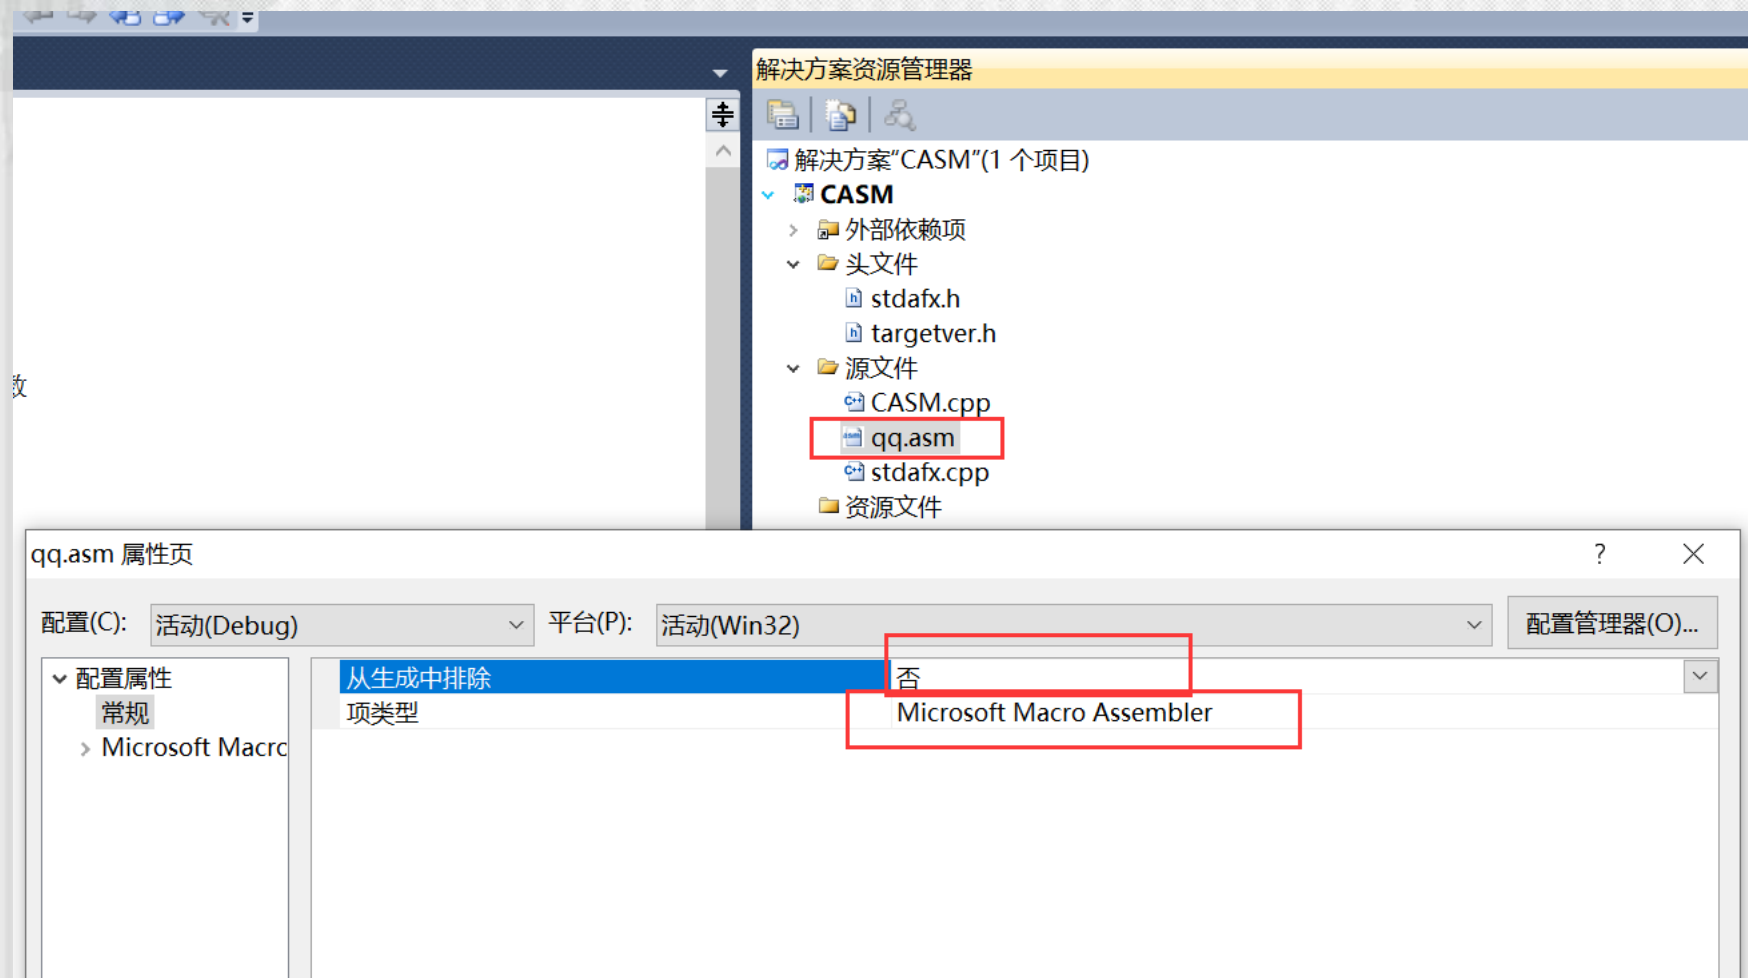 解决方案资源管理器
解决方案“CASM”(1 个项目)
CASM
外部依赖项
头文件
stdafx.h
targetver.h
源文件
数
CASM.cpp
qq.asm
stdafx.cpp
资源文件
qq.asm 属性页
配置(C): 活动(Debug) 平台(P): 活动(Win32) 配置管理器(O)...
配置属性
常规
Microsoft Macro
从生成中排除 否
项类型 Microsoft Macro Assembler